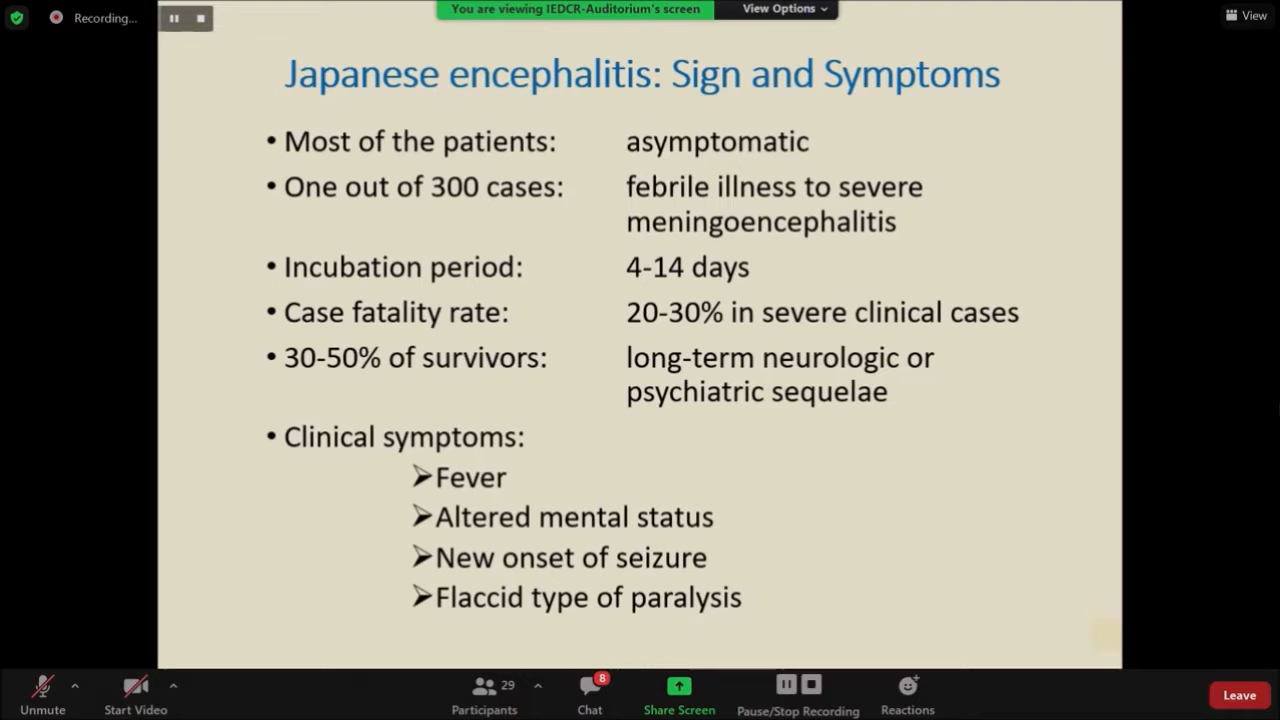 Recording...
You are viewing IEDCR-Auditorium's screen
View Options
View
Japanese encephalitis: Sign and Symptoms
• Most of the patients: asymptomatic
• One out of 300 cases: febrile illness to severe
meningoencephalitis
• Incubation period: 4-14 days
• Case fatality rate: 20-30% in severe clinical cases
• 30-50% of survivors: long-term neurologic or
psychiatric sequelae
• Clinical symptoms:
➢Fever
➢Altered mental status
➢New onset of seizure
➢Flaccid type of paralysis
29
8
Unmute
Start Video
Participants
Chat
Share Screen
Pause/Stop Recording
Reactions
Leave